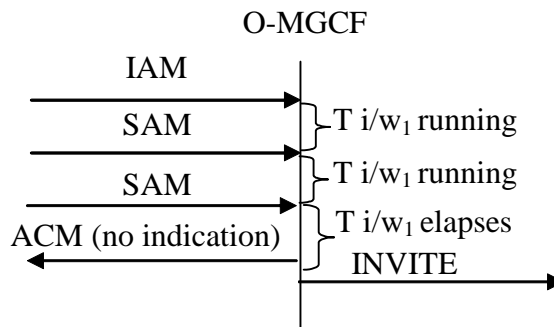 O-MGCF
IAM
T i/w₁ running
SAM
T i/w₁ running
SAM
T i/w₁ elapses
ACM (no indication)
INVITE